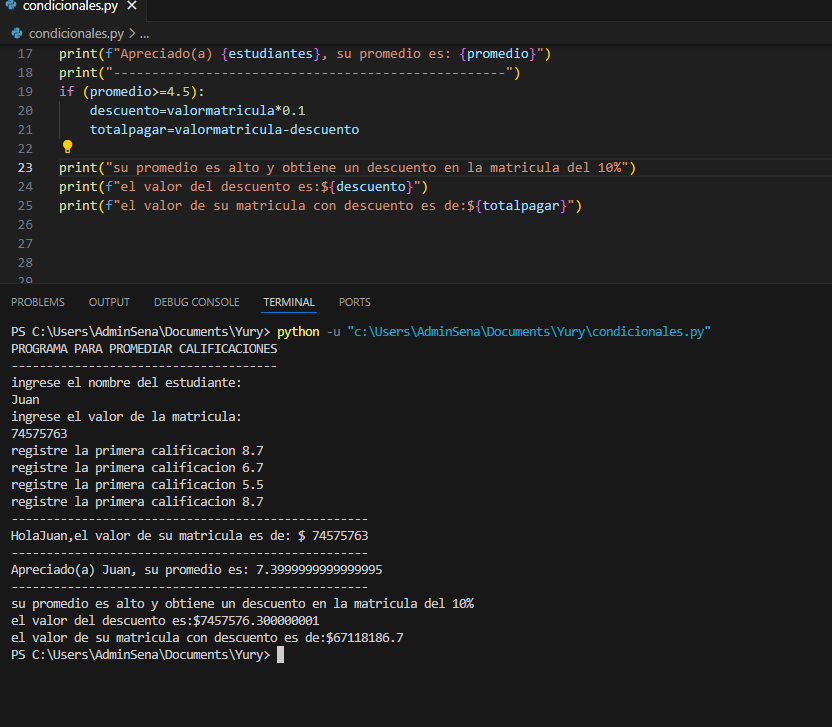 condicionales.py ×
condicionales.py > ...
17 print(f"Apreciado(a) {estudiantes}, su promedio es: {promedio}")
18 print("--------------------------------------------------")
19 if (promedio>=4.5):
20 descuento=valormatricula*0.1
21 totalpagar=valormatricula-descuento
22
23 print("su promedio es alto y obtiene un descuento en la matricula del 10%")
24 print(f"el valor del descuento es:${descuento}")
25 print(f"el valor de su matricula con descuento es de:${totalpagar}")
26
27
28
29
PROBLEMS OUTPUT DEBUG CONSOLE TERMINAL PORTS
PS C:\Users\AdminSena\Documents\Yury> python -u "c:\Users\AdminSena\Documents\Yury\condicionales.py"
PROGRAMA PARA PROMEDIAR CALIFICACIONES
--------------------------------------
ingrese el nombre del estudiante:
Juan
ingrese el valor de la matricula:
74575763
registre la primera calificacion 8.7
registre la primera calificacion 6.7
registre la primera calificacion 5.5
registre la primera calificacion 8.7
---------------------------------------------------
HolaJuan,el valor de su matricula es de: $ 74575763
---------------------------------------------------
Apreciado(a) Juan, su promedio es: 7.3999999999999995
---------------------------------------------------
su promedio es alto y obtiene un descuento en la matricula del 10%
el valor del descuento es:$7457576.300000001
el valor de su matricula con descuento es de:$67118186.7
PS C:\Users\AdminSena\Documents\Yury>